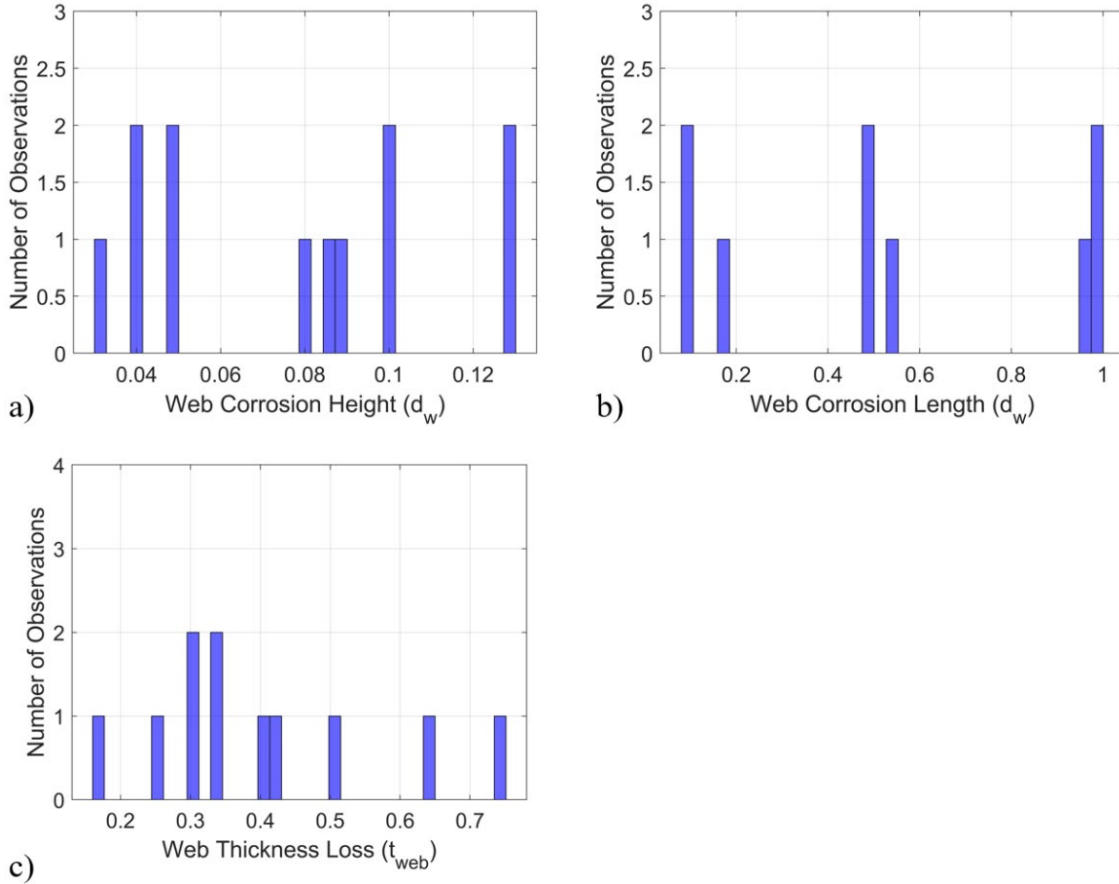 3
2.5
2
1.5
1
0.5
0
Number of Observations
0.04 0.06 0.08 0.1 0.12
Web Corrosion Height (d_w)
a)
3
2.5
2
1.5
1
0.5
0
Number of Observations
0.2 0.4 0.6 0.8 1
Web Corrosion Length (d_w)
b)
4
3
2
1
0
Number of Observations
0.2 0.3 0.4 0.5 0.6 0.7
Web Thickness Loss (t_web)
c)